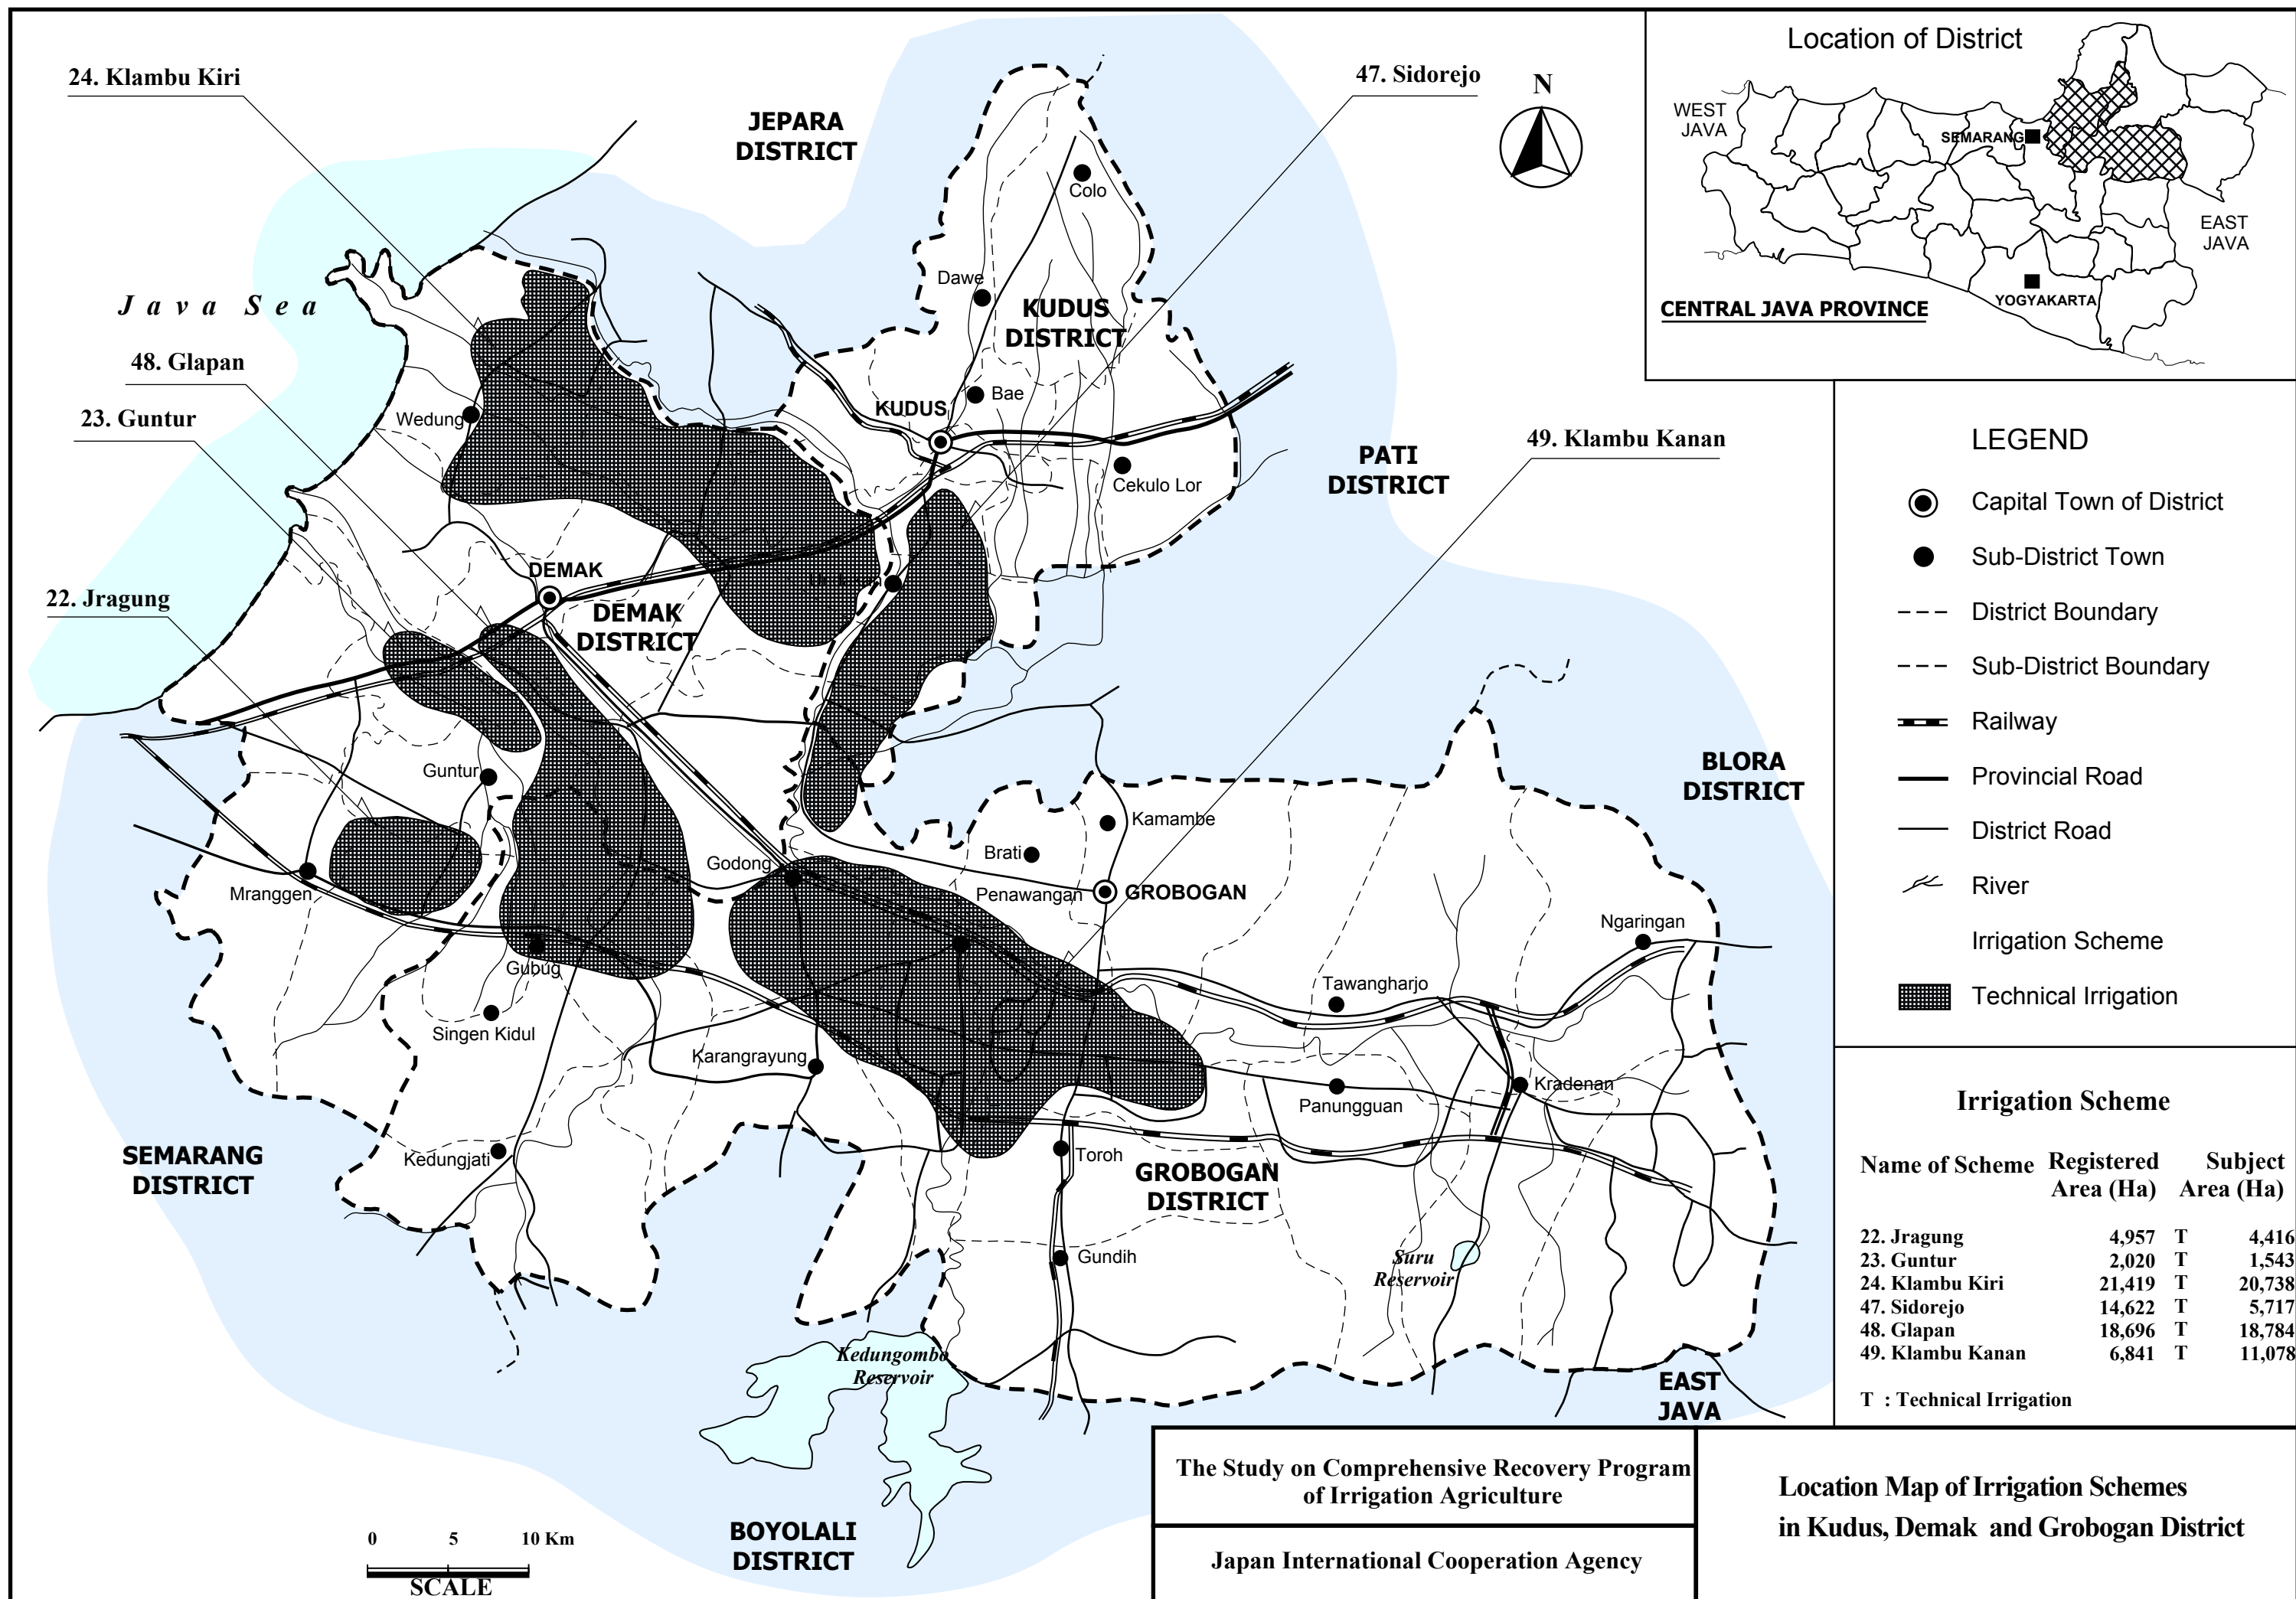 24. Klambu Kiri
47. Sidorejo
N
JEPARA
DISTRICT
Location of District
WEST
JAVA
SEMARANG
EAST
JAVA
YOGYAKARTA
CENTRAL JAVA PROVINCE
Colo
Java Sea
Dawe
KUDUS
DISTRICT
48. Glapan
23. Guntur
Wedung
Bae
KUDUS
49. Klambu Kanan
PATI
DISTRICT
Cekulo Lor
LEGEND
Capital Town of District
Sub-District Town
District Boundary
Sub-District Boundary
Railway
Provincial Road
District Road
River
Irrigation Scheme
Technical Irrigation
DEMAK
22. Jragung
DEMAK
DISTRICT
BLORA
DISTRICT
Guntur
Kamambe
Brati
Godong
Mranggen
Penawangan
GROBOGAN
Ngaringan
Gubug
Tawangharjo
Singen Kidul
Karangrayung
Panungguan
Kradenan
SEMARANG
DISTRICT
Kedungjati
Toroh
GROBOGAN
DISTRICT
Gundih
Suru
Reservoir
Kedungombo
Reservoir
EAST
JAVA
BOYOLALI
DISTRICT
0 5 10 Km
SCALE
Irrigation Scheme
Name of Scheme Registered Area (Ha) Subject Area (Ha)
22. Jragung 4,957 T 4,416
23. Guntur 2,020 T 1,543
24. Klambu Kiri 21,419 T 20,738
47. Sidorejo 14,622 T 5,717
48. Glapan 18,696 T 18,784
49. Klambu Kanan 6,841 T 11,078
T : Technical Irrigation
The Study on Comprehensive Recovery Program
of Irrigation Agriculture
Japan International Cooperation Agency
Location Map of Irrigation Schemes
in Kudus, Demak and Grobogan District